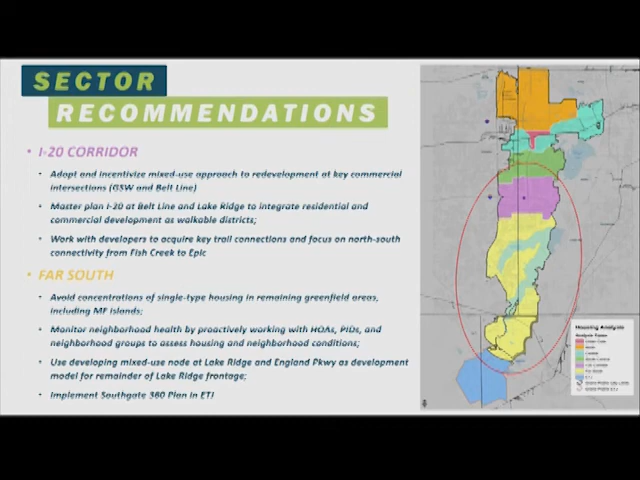 SECTOR
RECOMMENDATIONS
• I-20 CORRIDOR
• Adopt and incentivize mixed-use approach to redevelopment at key commercial
intersections (GSW and Belt Line)
• Master plan I-20 at Belt Line and Lake Ridge to integrate residential and
commercial development as walkable districts;
• Work with developers to acquire key trail connections and focus on north-south
connectivity from Fish Creek to Epic
• FAR SOUTH
• Avoid concentrations of single-type housing in remaining greenfield areas,
including MF islands;
• Monitor neighborhood health by proactively working with HOAs, PIDs, and
neighborhood groups to assess housing and neighborhood conditions;
• Use developing mixed-use node at Lake Ridge and England Pkwy as development
model for remainder of Lake Ridge frontage;
• Implement Southgate 360 Plan in ETJ
Housing Analysis